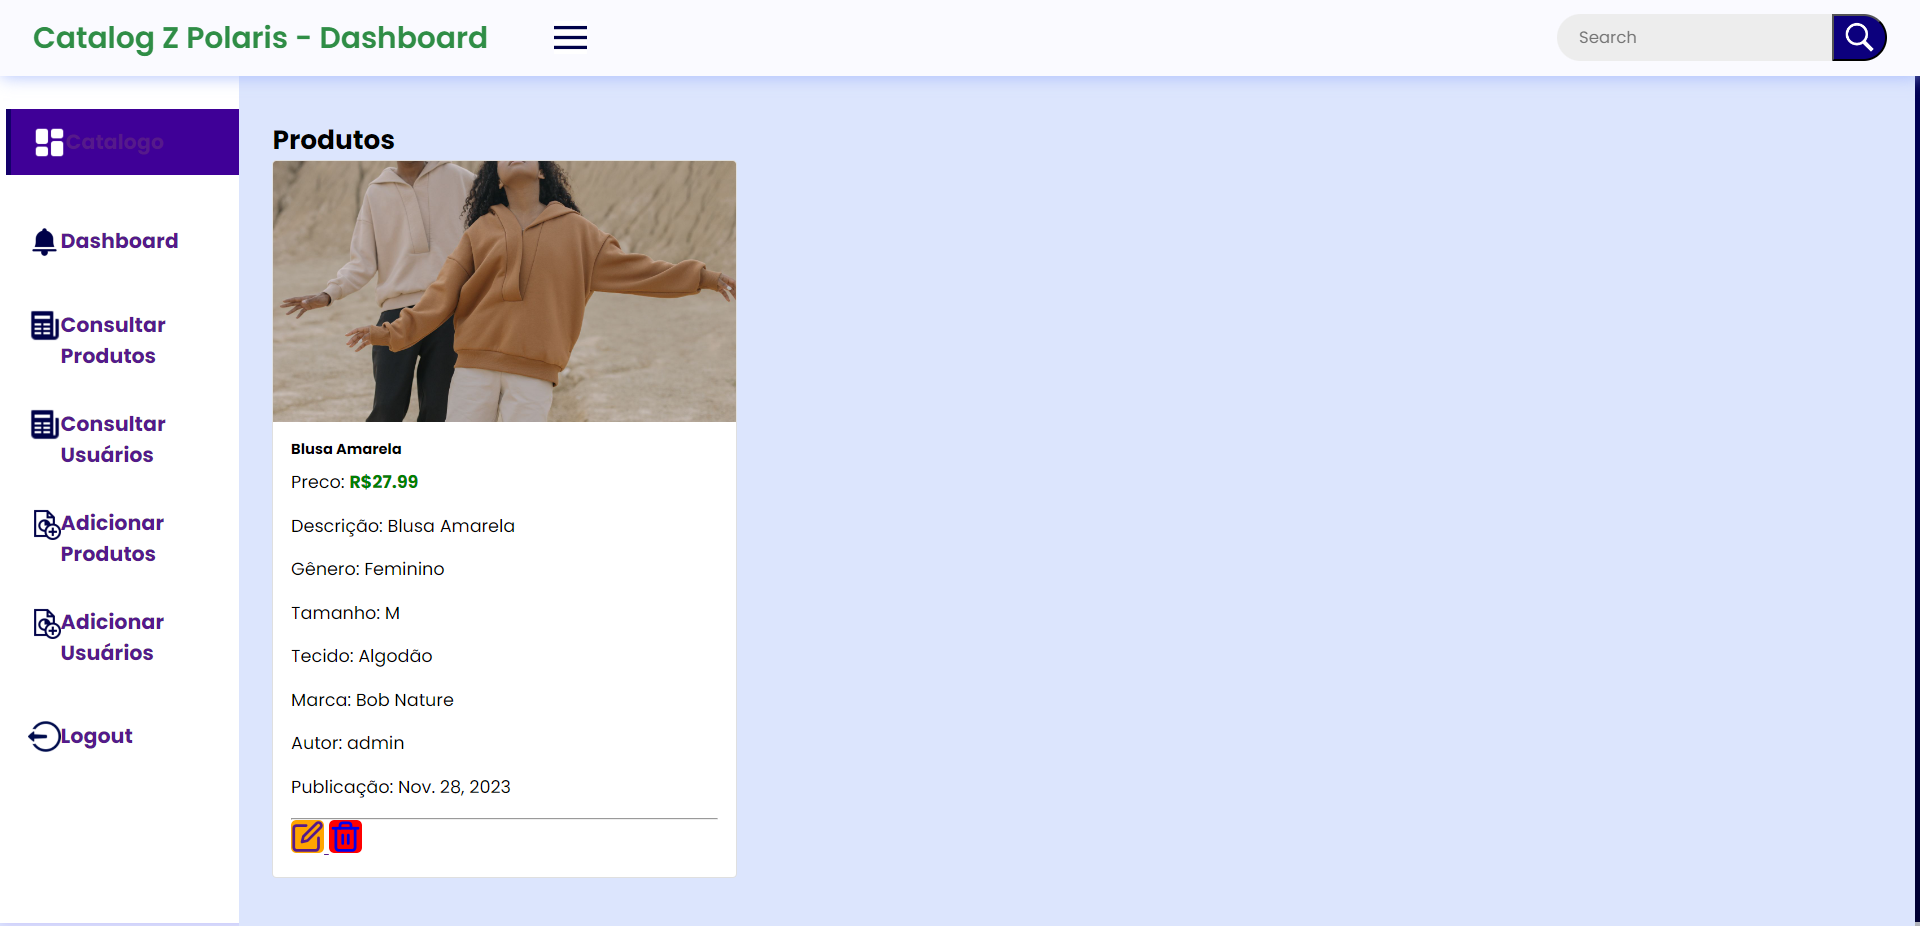 Catalog Z Polaris - Dashboard
Search
Catalogo
Dashboard
Consultar
Produtos
Consultar
Usuários
Adicionar
Produtos
Adicionar
Usuários
Logout
Produtos
Blusa Amarela
Preco: R$27.99
Descrição: Blusa Amarela
Gênero: Feminino
Tamanho: M
Tecido: Algodão
Marca: Bob Nature
Autor: admin
Publicação: Nov. 28, 2023